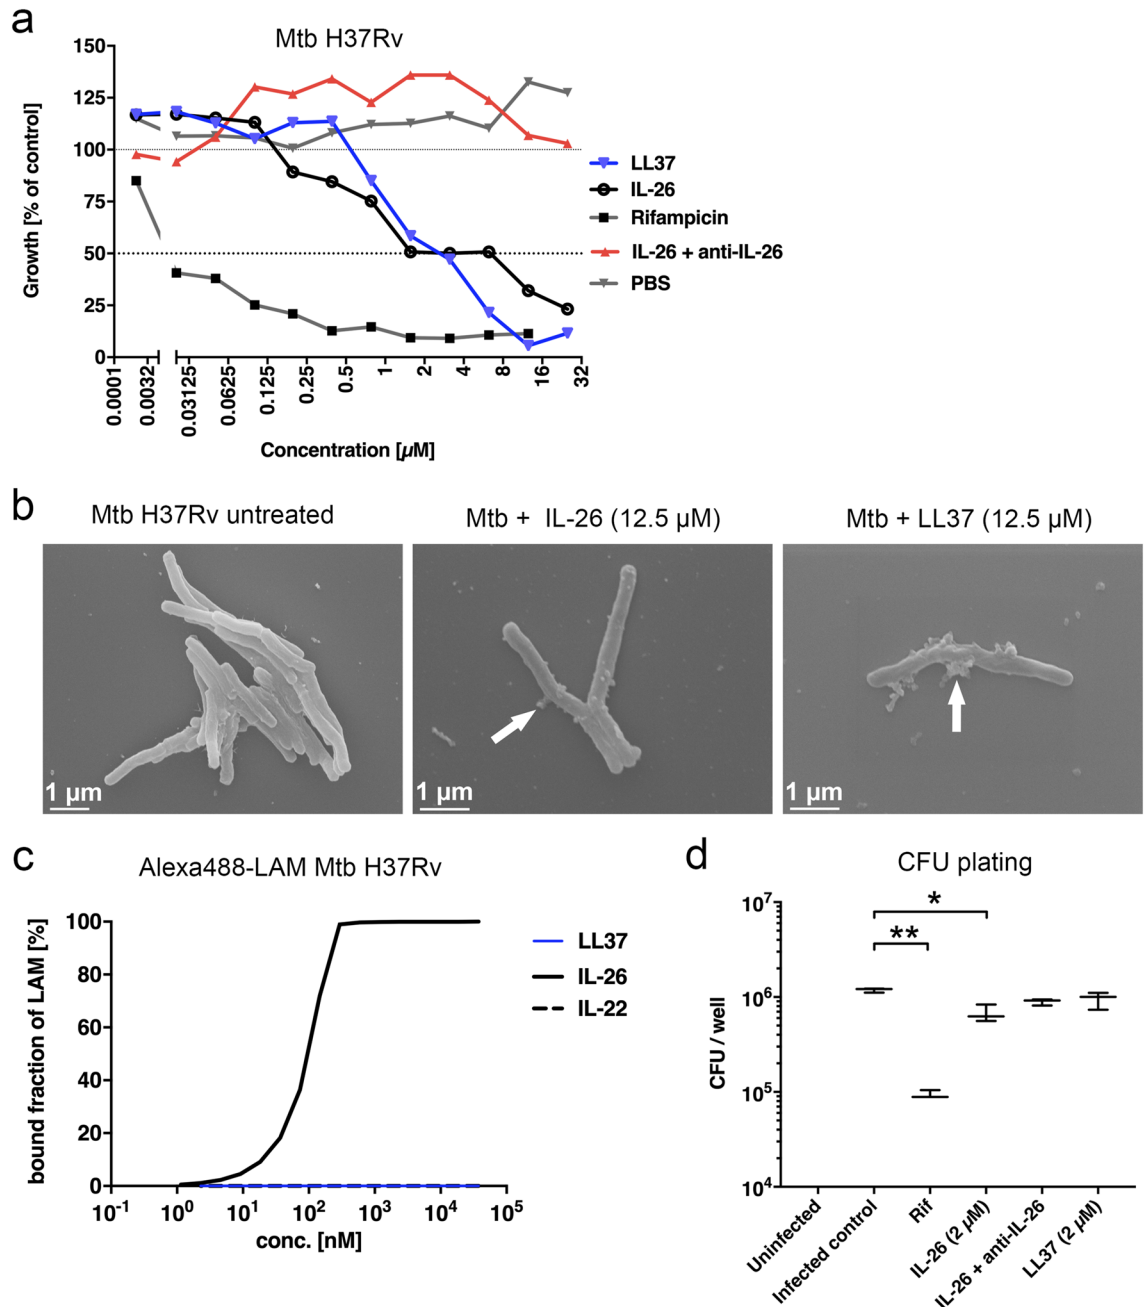 a
Mtb H37Rv
150
125
100
75
50
25
0
Growth [% of control]
0.0001
0.0032
0.03125
0.0625
0.125
0.25
0.5
1
2
4
8
16
32
Concentration [µM]
LL37
IL-26
Rifampicin
IL-26 + anti-IL-26
PBS
b
Mtb H37Rv untreated
Mtb + IL-26 (12.5 µM)
Mtb + LL37 (12.5 µM)
1 µm
1 µm
1 µm
c
Alexa488-LAM Mtb H37Rv
100
80
60
40
20
0
bound fraction of LAM [%]
10-1
100
101
102
103
104
105
conc. [nM]
LL37
IL-26
IL-22
d
CFU plating
107
106
105
104
CFU / well
*
**
Uninfected
Infected control
Rif
IL-26 (2 µM)
IL-26 + anti-IL-26
LL37 (2 µM)